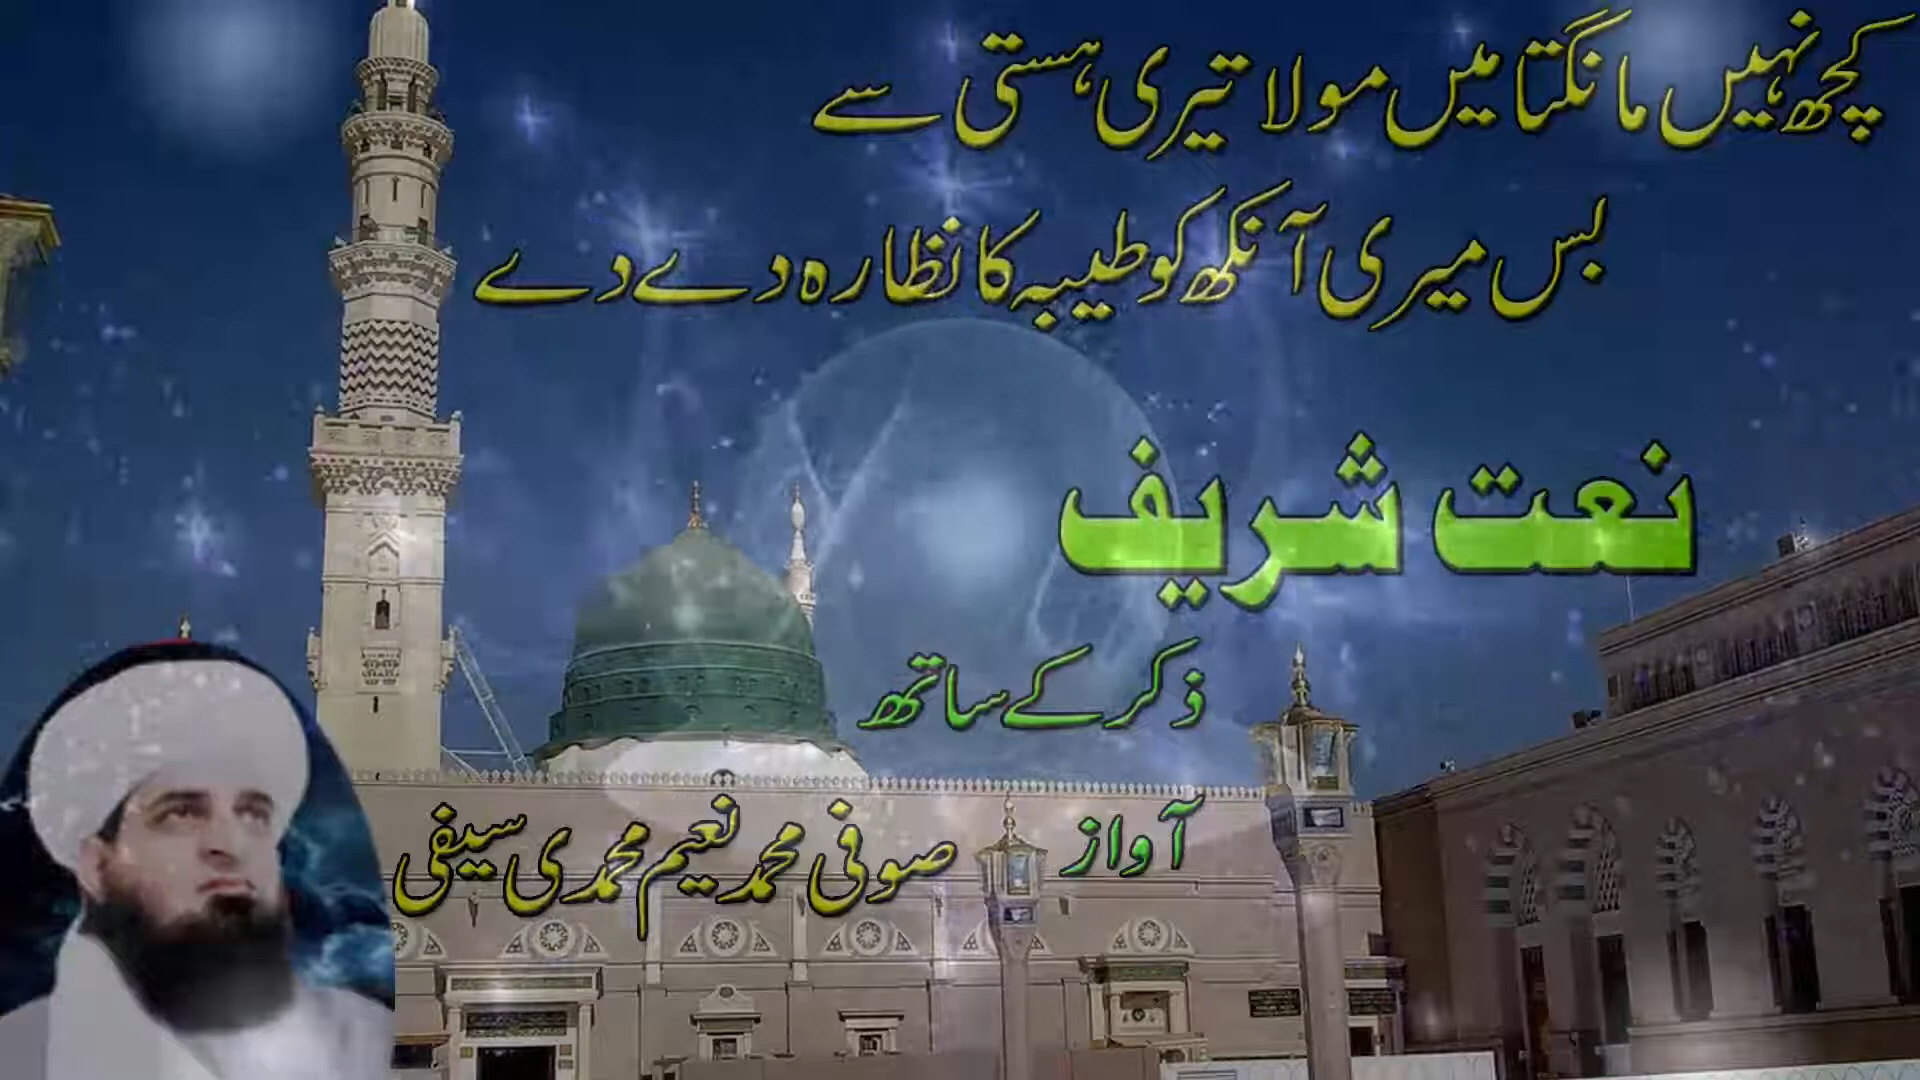 کچھ نہیں مانگتا میں مولا تیری ہستی سے
بس میری آنکھ کو طیبہ کا نظارہ دے دے
نعت شریف
ذکر کے ساتھ
آواز
صوفی محمد نعیم محمدی سیفی